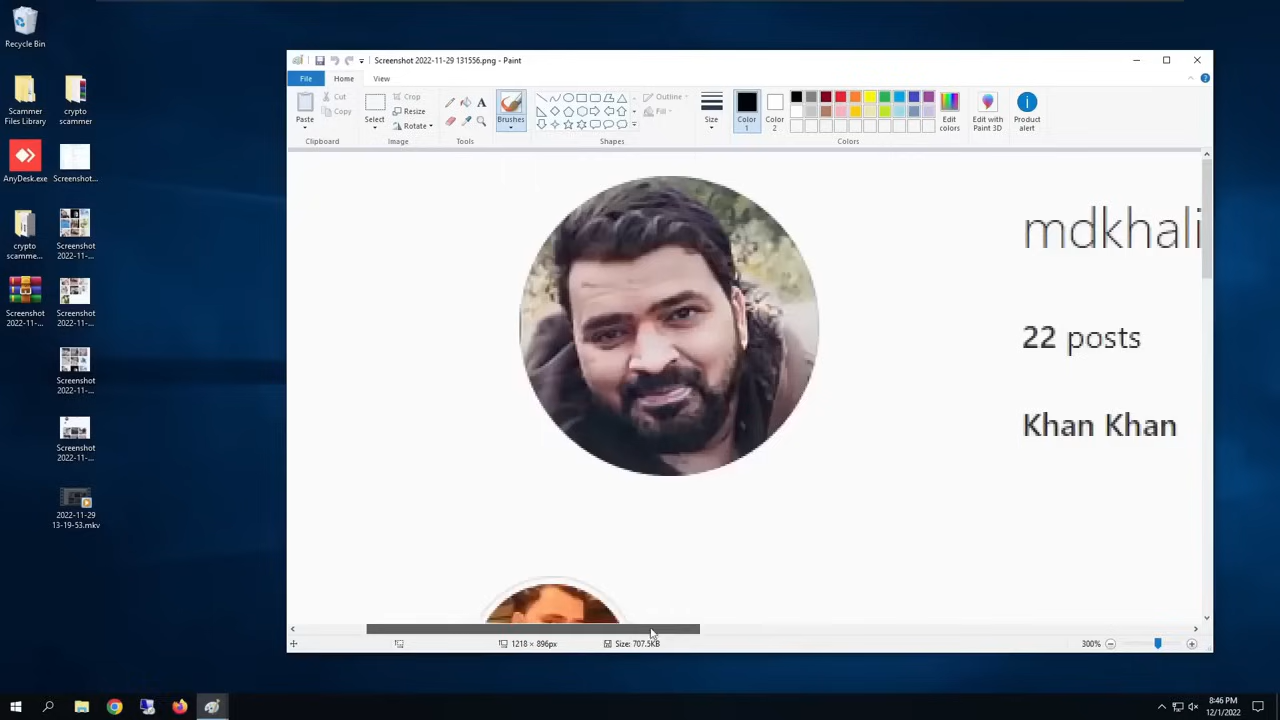 Recycle Bin
Scammer
Files Library
crypto
scammer
AnyDesk.exe
Screenshot...
crypto
scamme...
Screenshot
2022-11-...
Screenshot
2022-11-...
Screenshot
2022-11-...
Screenshot
2022-11-...
Screenshot
2022-11-...
2022-11-29
13-19-53.mkv
Screenshot 2022-11-29 131556.png - Paint
File
Home
View
Paste
Cut
Copy
Clipboard
Select
Crop
Resize
Rotate
Image
A
Tools
Brushes
Outline
Fill
Shapes
Size
Color
1
Color
2
Edit
colors
Colors
Edit with
Paint 3D
Product
alert
mdkhali
22 posts
Khan Khan
1218 × 896px
Size: 707.5KB
300%
8:46 PM
12/1/2022